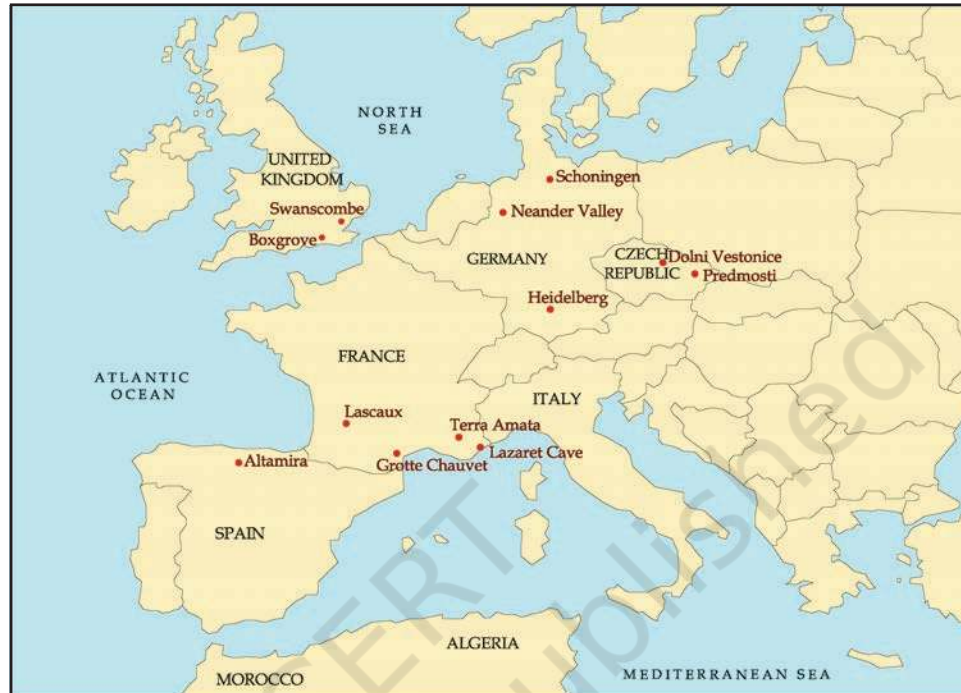 NORTH
SEA
UNITED
KINGDOM
Schoningen
Swanscombe
Neander Valley
Boxgrove
GERMANY
CZECH
REPUBLIC
Dolni Vestonice
Predmosti
Heidelberg
FRANCE
ATLANTIC
OCEAN
ITALY
Lascaux
Terra Amata
Lazaret Cave
Grotte Chauvet
Altamira
SPAIN
ALGERIA
MOROCCO
MEDITERRANEAN SEA